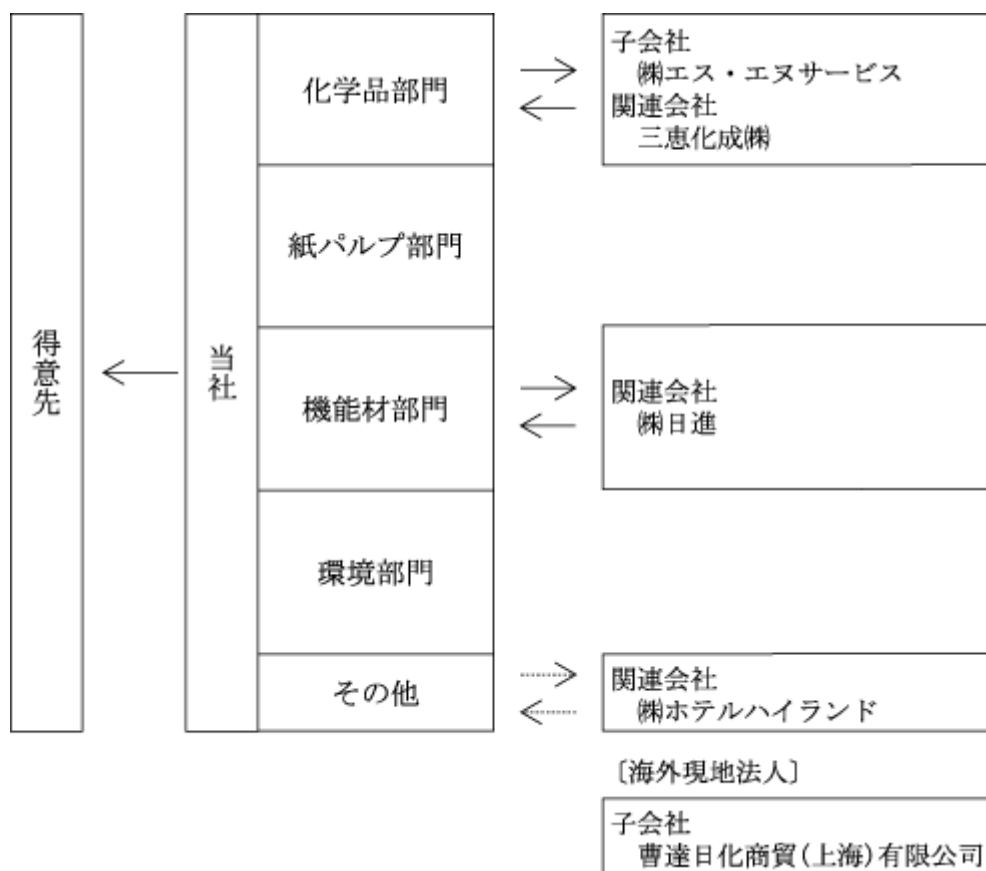 得意先
当社
化学品部門
紙パルプ部門
機能材部門
環境部門
その他
子会社
㈱エス・エヌサービス
関連会社
三恵化成㈱
関連会社
㈱日進
関連会社
㈱ホテルハイランド
〔海外現地法人〕
子会社
曹達日化商貿(上海)有限公司